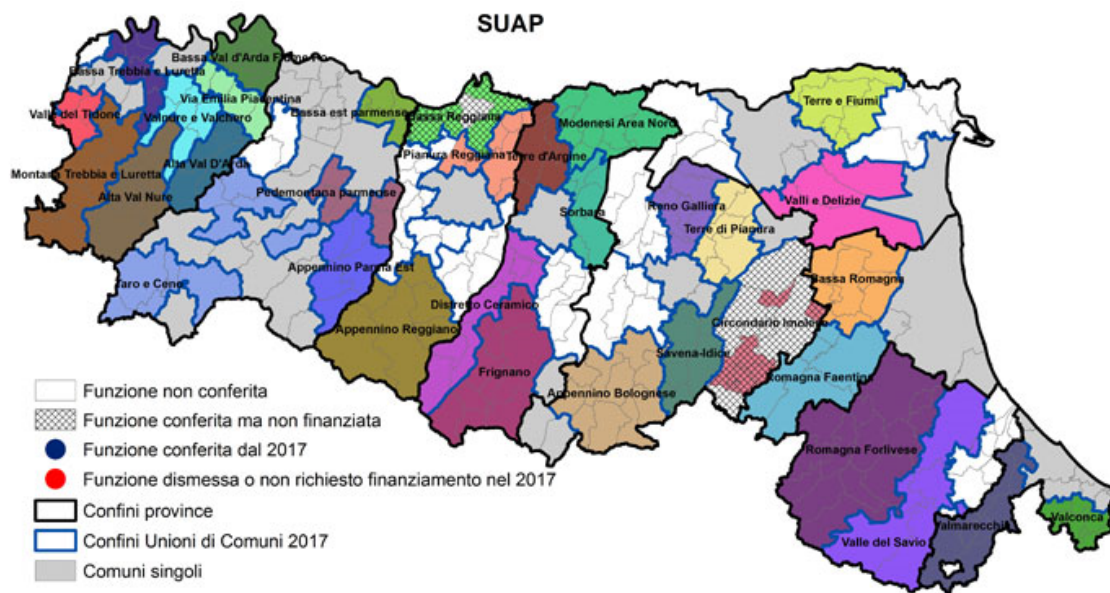 SUAP
Bassa Val d'Arda Fiume Po
Bassa Trebbia e Luretta
Via Emilia Piacentina
Valle del Tidone
Valnure e Valchero
Bassa est parmense
Bassa Reggiana
Modenesi Area Nord
Terre e Fiumi
Alta Val D'Arda
Pianura Reggiana
Terre d'Argine
Montana Trebbia e Luretta
Alta Val Nure
Pedemontana parmense
Sorbara
Reno Galliera
Valli e Delizie
Terre di Pianura
Appennino Parma Est
Taro e Ceno
Bassa Romagna
Distretto Ceramico
Appennino Reggiano
Circondario Imolese
Savena-Idice
Frignano
Romagna Faentina
Appennino Bolognese
Romagna Forlivese
Valle del Savio
Valmarecchia
Valconca
Funzione non conferita
Funzione conferita ma non finanziata
Funzione conferita dal 2017
Funzione dismessa o non richiesto finanziamento nel 2017
Confini province
Confini Unioni di Comuni 2017
Comuni singoli